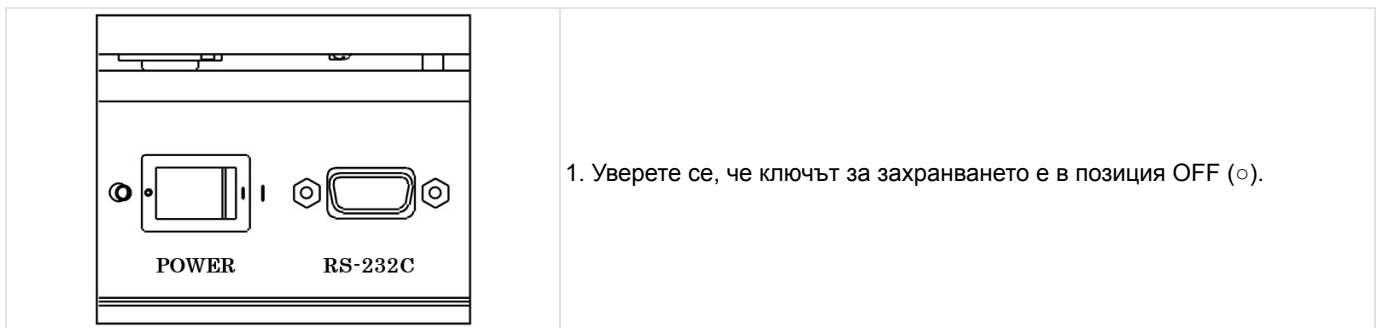 1. Уверете се, че ключът за захранването е в позиция OFF (○).
POWER
RS-232C